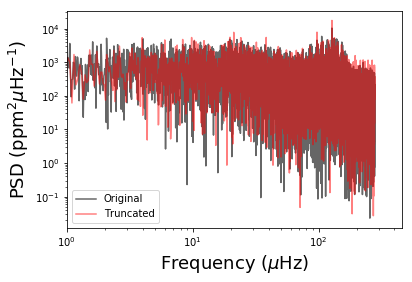 10⁴
10³
10²
10¹
10⁰
10⁻¹
PSD (ppm²μHz⁻¹)
Original
Truncated
10⁰ 10¹ 10²
Frequency (μHz)